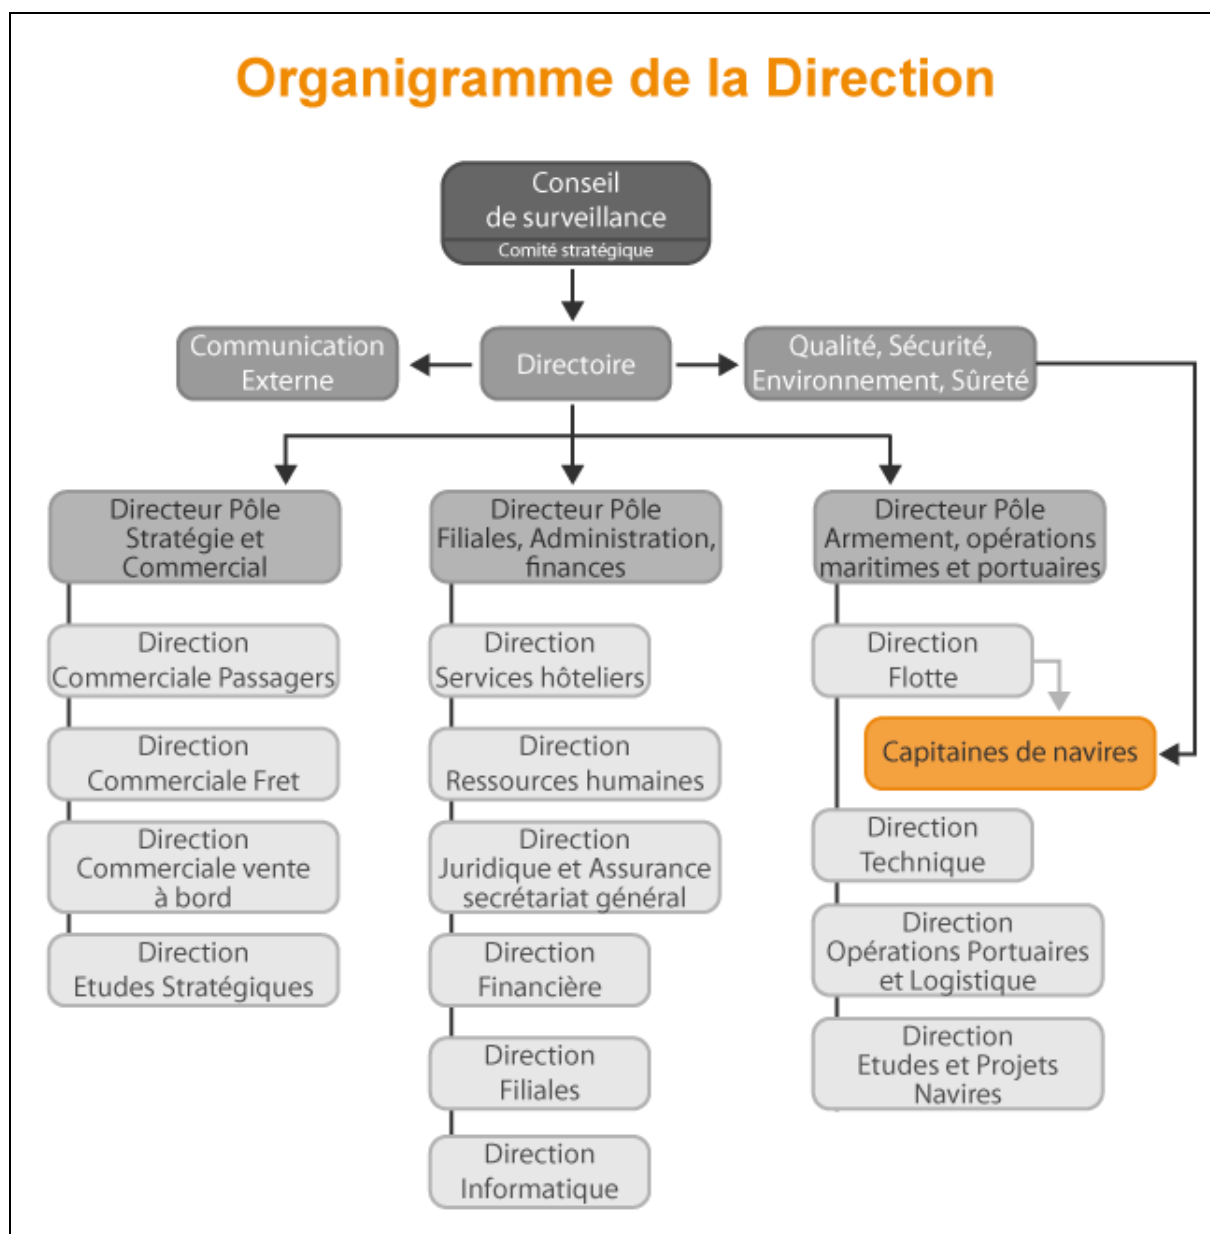 Organigramme de la Direction
Conseil
de surveillance
Comité stratégique
Communication
Externe
Directoire
Qualité, Sécurité,
Environnement, Sûreté
Directeur Pôle
Stratégie et
Commercial
Direction
Commerciale Passagers
Direction
Commerciale Fret
Direction
Commerciale vente
à bord
Direction
Etudes Stratégiques
Directeur Pôle
Filiales, Administration,
finances
Direction
Services hôteliers
Direction
Ressources humaines
Direction
Juridique et Assurance
secrétariat général
Direction
Financière
Direction
Filiales
Direction
Informatique
Directeur Pôle
Armement, opérations
maritimes et portuaires
Direction
Flotte
Capitaines de navires
Direction
Technique
Direction
Opérations Portuaires
et Logistique
Direction
Etudes et Projets
Navires